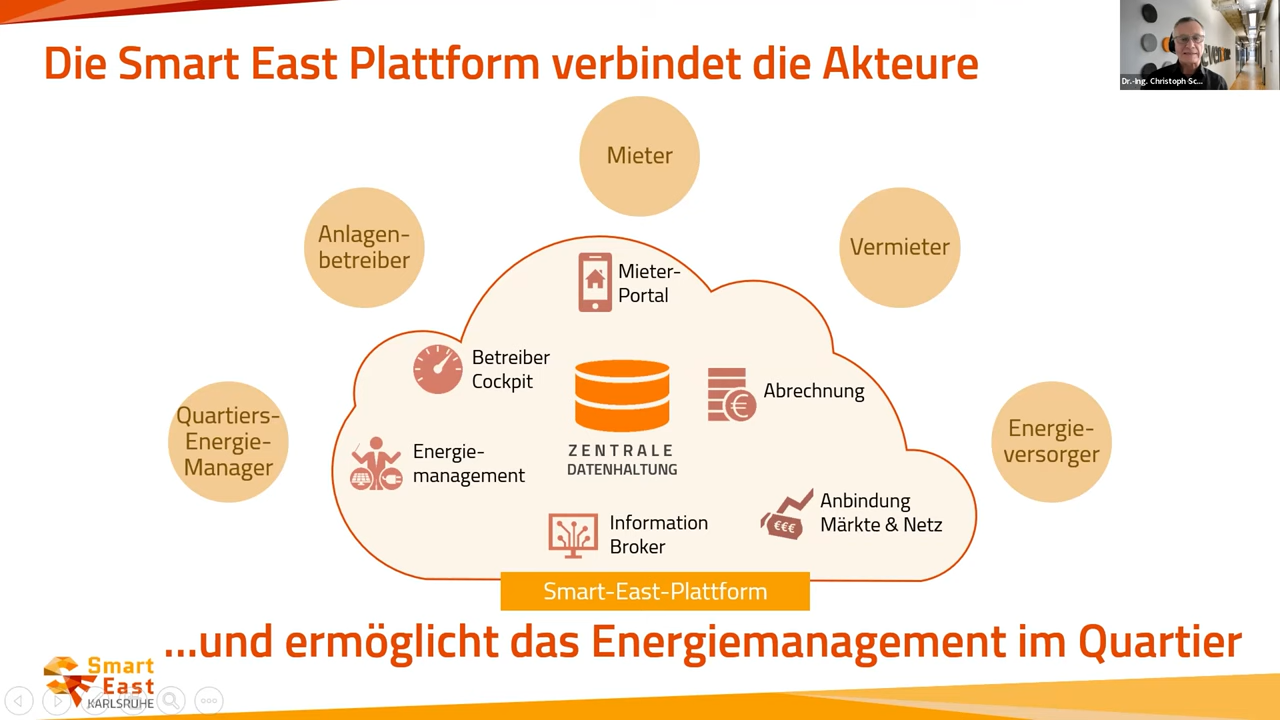 Die Smart East Plattform verbindet die Akteure
Dr.-Ing. Christoph Sc...
Mieter
Anlagen-
betreiber
Vermieter
Mieter-
Portal
Betreiber
Cockpit
Abrechnung
Quartiers-
Energie-
Manager
Energie-
versorger
Energie-
management
ZENTRALE
DATENHALTUNG
Anbindung
Märkte & Netz
€€€
Information
Broker
Smart-East-Plattform
...und ermöglicht das Energiemanagement im Quartier
Smart
East
KARLSRUHE